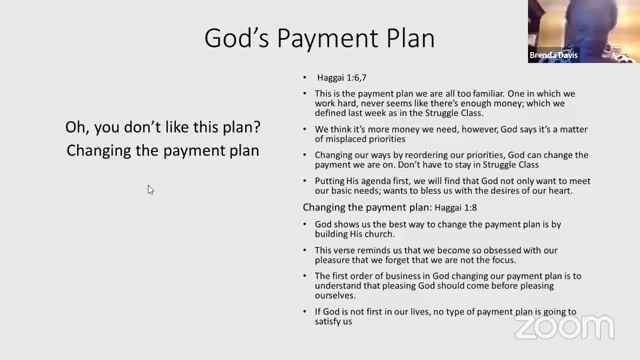 God's Payment Plan
Brenda Davis
Oh, you don't like this plan?
Changing the payment plan
• Haggai 1:6,7
• This is the payment plan we are all too familiar. One in which we
work hard, never seems like there's enough money; which we
defined last week as in the Struggle Class.
• We think it's more money we need, however, God says it's a matter
of misplaced priorities
• Changing our ways by reordering our priorities, God can change the
payment we are on. Don't have to stay in Struggle Class
• Putting His agenda first, we will find that God not only want to meet
our basic needs; wants to bless us with the desires of our heart.
Changing the payment plan: Haggai 1:8
• God shows us the best way to change the payment plan is by
building His church.
• This verse reminds us that we become so obsessed with our
pleasure that we forget that we are not the focus.
• The first order of business in God changing our payment plan is to
understand that pleasing God should come before pleasing
ourselves.
• If God is not first in our lives, no type of payment plan is going to
satisfy us
zoom